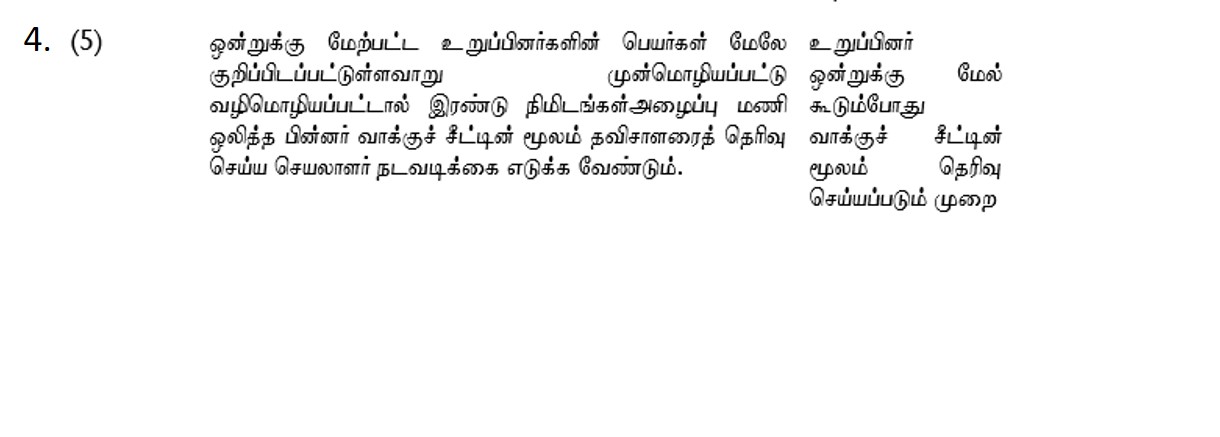 4. (5)
ஒன்றுக்கு மேற்பட்ட உறுப்பினர்களின் பெயர்கள் மேலே
குறிப்பிடப்பட்டுள்ளவாறு முன்மொழியப்பட்டு
வழிமொழியப்பட்டால் இரண்டு நிமிடங்கள்அழைப்பு மணி
ஒலித்த பின்னர் வாக்குச் சீட்டின் மூலம் தவிசாளரைத் தெரிவு
செய்ய செயலாளர் நடவடிக்கை எடுக்க வேண்டும்.
உறுப்பினர்
ஒன்றுக்கு மேல்
கூடும்போது
வாக்குச் சீட்டின்
மூலம் தெரிவு
செய்யப்படும் முறை